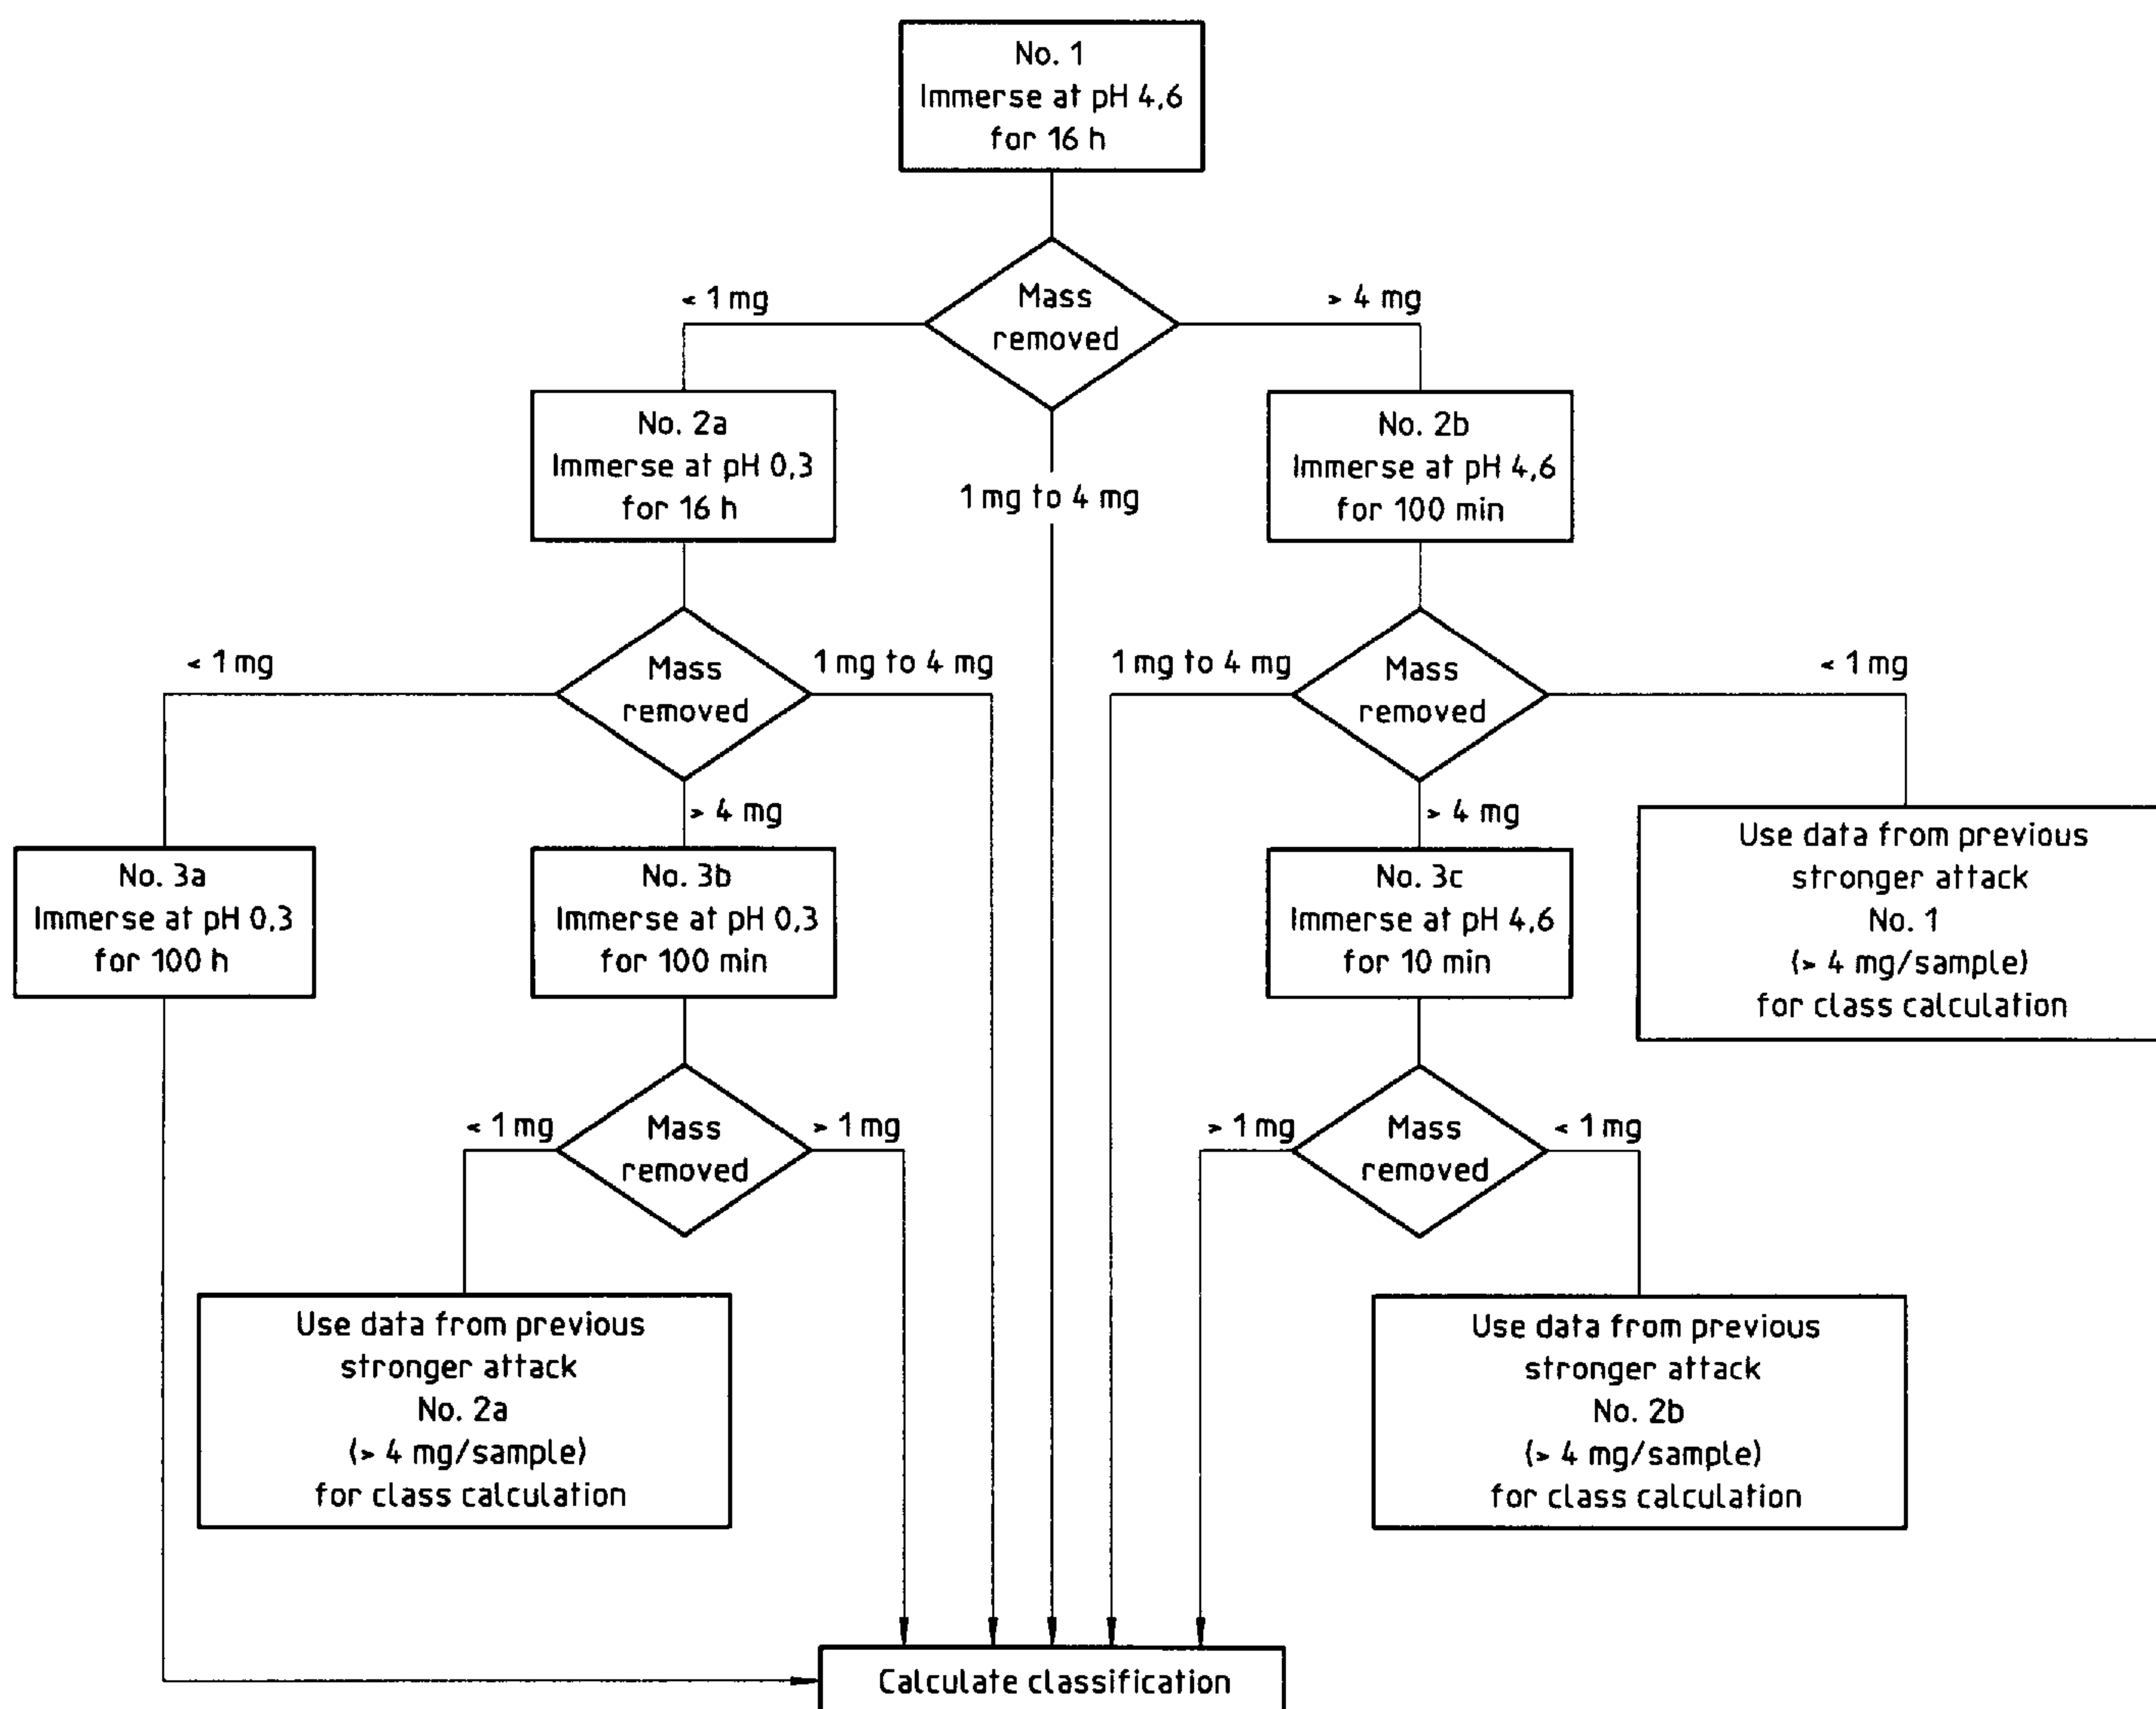 No. 1
Immerse at pH 4,6
for 16 h
< 1 mg
Mass
removed
> 4 mg
No. 2a
Immerse at pH 0,3
for 16 h
1 mg to 4 mg
No. 2b
Immerse at pH 4,6
for 100 min
< 1 mg
Mass
removed
1 mg to 4 mg
1 mg to 4 mg
Mass
removed
< 1 mg
> 4 mg
> 4 mg
No. 3a
Immerse at pH 0,3
for 100 h
No. 3b
Immerse at pH 0,3
for 100 min
No. 3c
Immerse at pH 4,6
for 10 min
Use data from previous
stronger attack
No. 1
(> 4 mg/sample)
for class calculation
< 1 mg
Mass
removed
> 1 mg
> 1 mg
Mass
removed
< 1 mg
Use data from previous
stronger attack
No. 2a
(> 4 mg/sample)
for class calculation
Use data from previous
stronger attack
No. 2b
(> 4 mg/sample)
for class calculation
Calculate classification